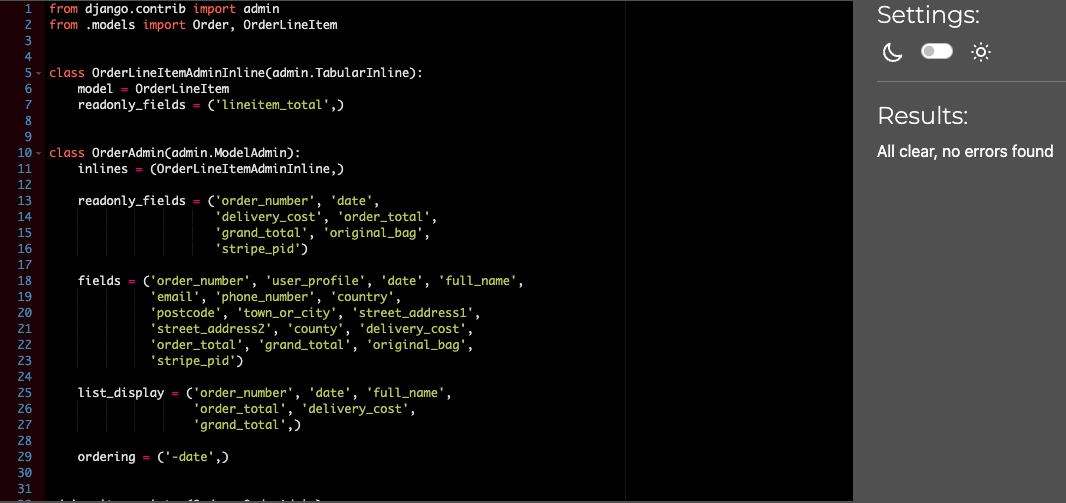 1 from django.contrib import admin
2 from .models import Order, OrderLineItem
3
4
5 class OrderLineItemAdminInline(admin.TabularInline):
6 model = OrderLineItem
7 readonly_fields = ('lineitem_total',)
8
9
10 class OrderAdmin(admin.ModelAdmin):
11 inlines = (OrderLineItemAdminInline,)
12
13 readonly_fields = ('order_number', 'date',
14 'delivery_cost', 'order_total',
15 'grand_total', 'original_bag',
16 'stripe_pid')
17
18 fields = ('order_number', 'user_profile', 'date', 'full_name',
19 'email', 'phone_number', 'country',
20 'postcode', 'town_or_city', 'street_address1',
21 'street_address2', 'county', 'delivery_cost',
22 'order_total', 'grand_total', 'original_bag',
23 'stripe_pid')
24
25 list_display = ('order_number', 'date', 'full_name',
26 'order_total', 'delivery_cost',
27 'grand_total',)
28
29 ordering = ('-date',)
30
31
Settings:
Results:
All clear, no errors found